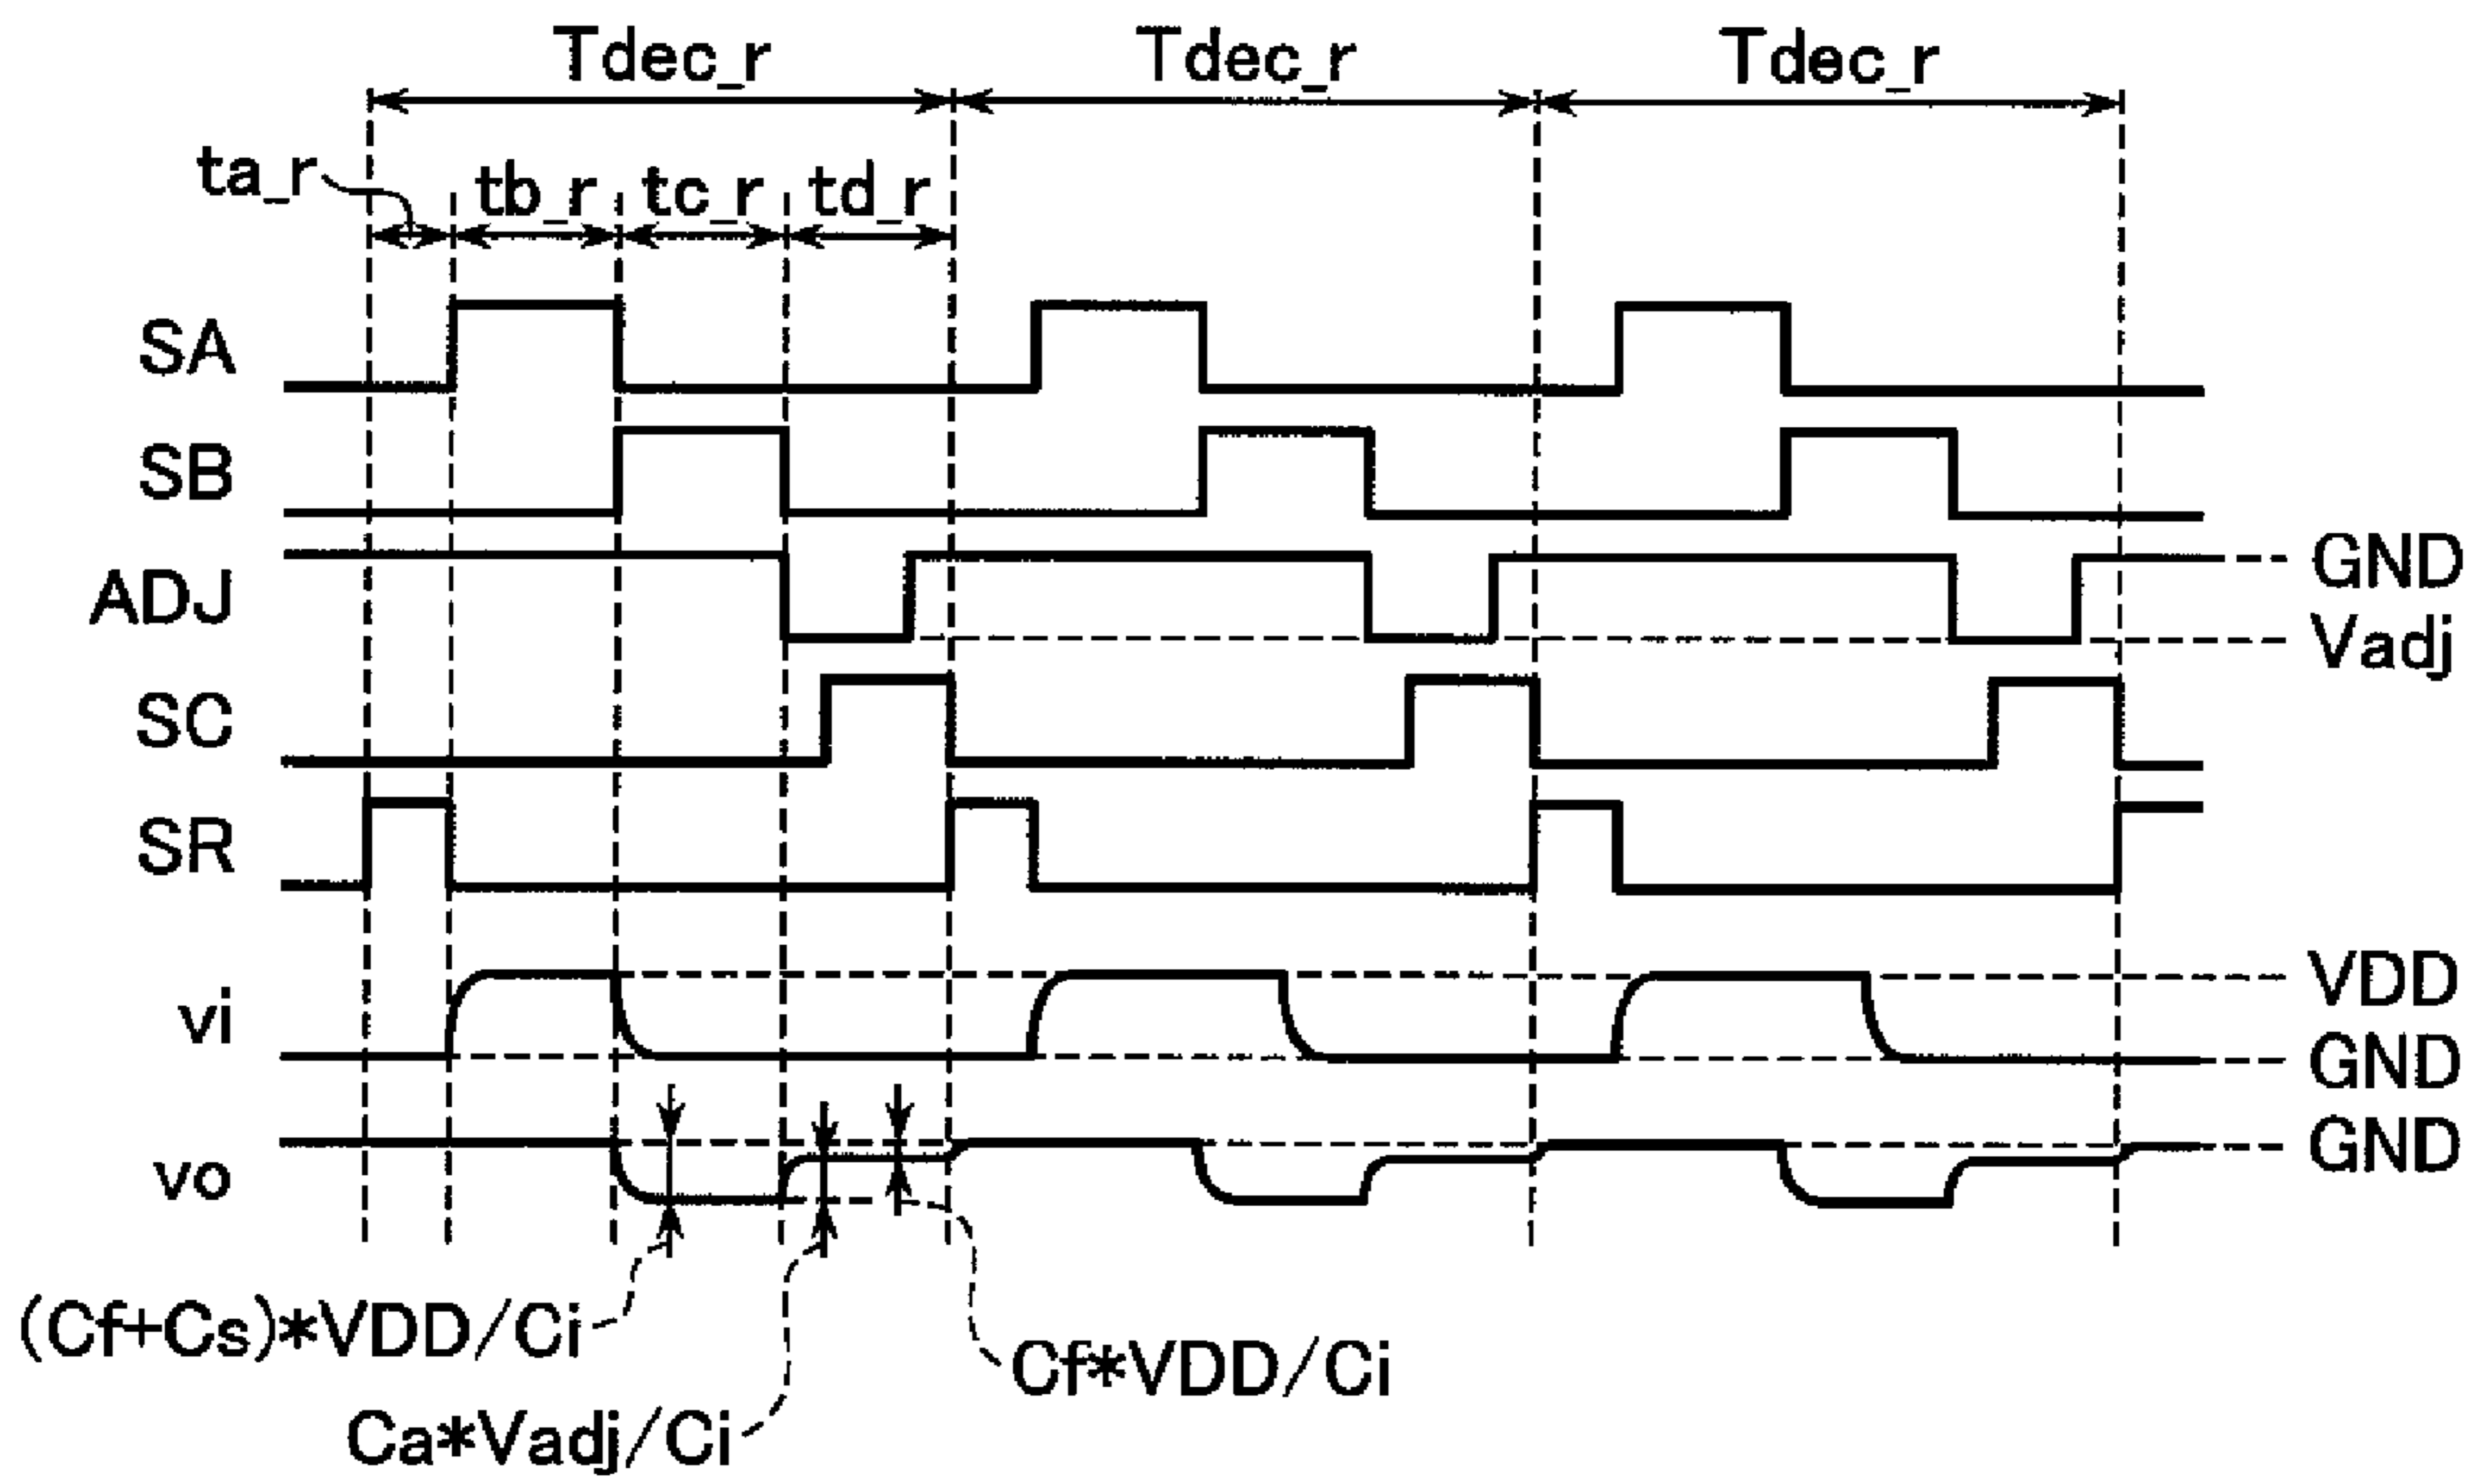 Tdec_r Tdec_r Tdec_r
ta_r tb_r tc_r td_r
SA
SB
ADJ
GND
Vadj
SC
SR
vi
VDD
GND
vo
GND
(Cf+Cs)*VDD/Ci
Cf*VDD/Ci
Ca*Vadj/Ci